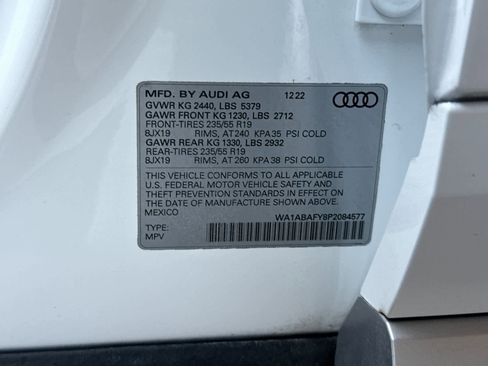 MFD. BY AUDI AG 12 22
GVWR KG 2440, LBS 5379
GAWR FRONT KG 1230, LBS 2712
FRONT-TIRES 235/55 R19
8JX19 RIMS, AT 240 KPA 35 PSI COLD
GAWR REAR KG 1330, LBS 2932
REAR-TIRES 235/55 R19
8JX19 RIMS, AT 260 KPA 38 PSI COLD
THIS VEHICLE CONFORMS TO ALL APPLICABLE
U.S. FEDERAL MOTOR VEHICLE SAFETY AND
THEFT PREVENTION STANDARDS IN EFFECT ON
THE DATE OF MANUFACTURE SHOWN ABOVE.
MEXICO
WA1ABAFY8P2084577
TYPE:
MPV